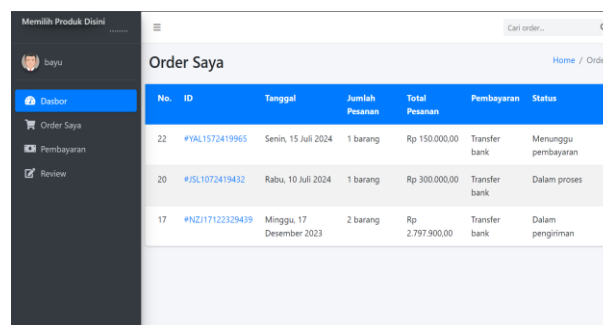 Memilih Produk Disini
Cari order...
bayu
Order Saya
Home / Orde
Dasbor
Order Saya
Pembayaran
Review
No. ID Tanggal Jumlah Pesanan Total Pesanan Pembayaran Status
22 #YAL1572419965 Senin, 15 Juli 2024 1 barang Rp 150.000,00 Transfer bank Menunggu pembayaran
20 #JSL1072419432 Rabu, 10 Juli 2024 1 barang Rp 300.000,00 Transfer bank Dalam proses
17 #NZJ17122329439 Minggu, 17 Desember 2023 2 barang Rp 2.797.900,00 Transfer bank Dalam pengiriman